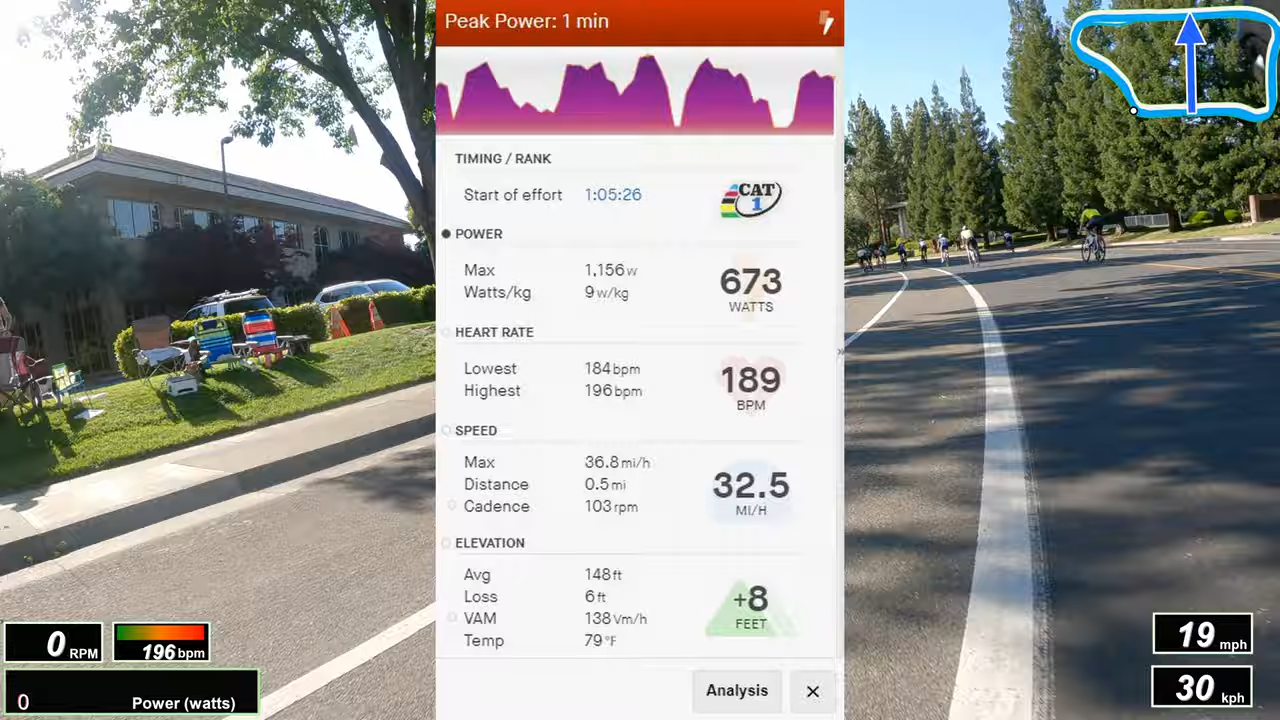 Peak Power: 1 min
TIMING / RANK
Start of effort 1:05:26
CAT
1
POWER
Max 1,156 w
Watts/kg 9 w/kg
673
WATTS
HEART RATE
Lowest 184 bpm
Highest 196 bpm
189
BPM
SPEED
Max 36.8 mi/h
Distance 0.5 mi
Cadence 103 rpm
32.5
MI/H
ELEVATION
Avg 148 ft
Loss 6 ft
VAM 138 Vm/h
Temp 79 °F
+8
FEET
Analysis ×
»
0 RPM
196 bpm
0 Power (watts)
19 mph
30 kph